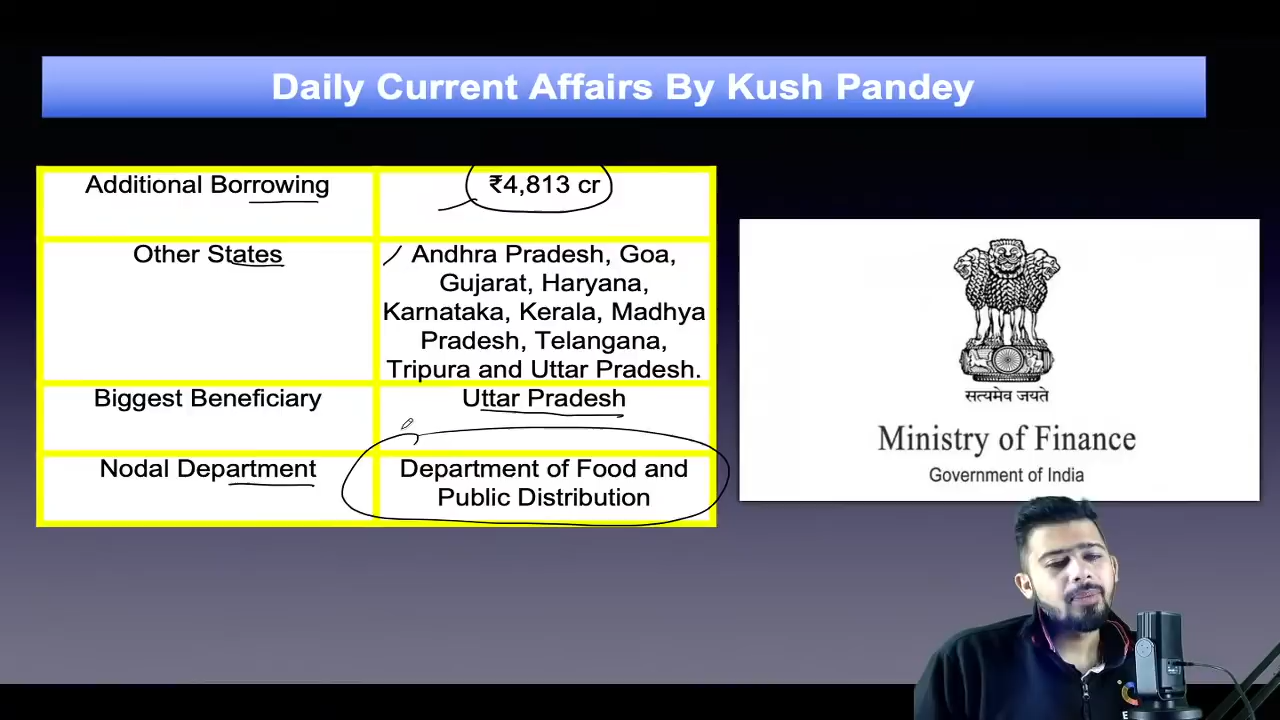 Daily Current Affairs By Kush Pandey
Additional Borrowing
₹4,813 cr
Other States
Andhra Pradesh, Goa,
Gujarat, Haryana,
Karnataka, Kerala, Madhya
Pradesh, Telangana,
Tripura and Uttar Pradesh.
Biggest Beneficiary
Uttar Pradesh
Nodal Department
Department of Food and
Public Distribution
सत्यमेव जयते
Ministry of Finance
Government of India